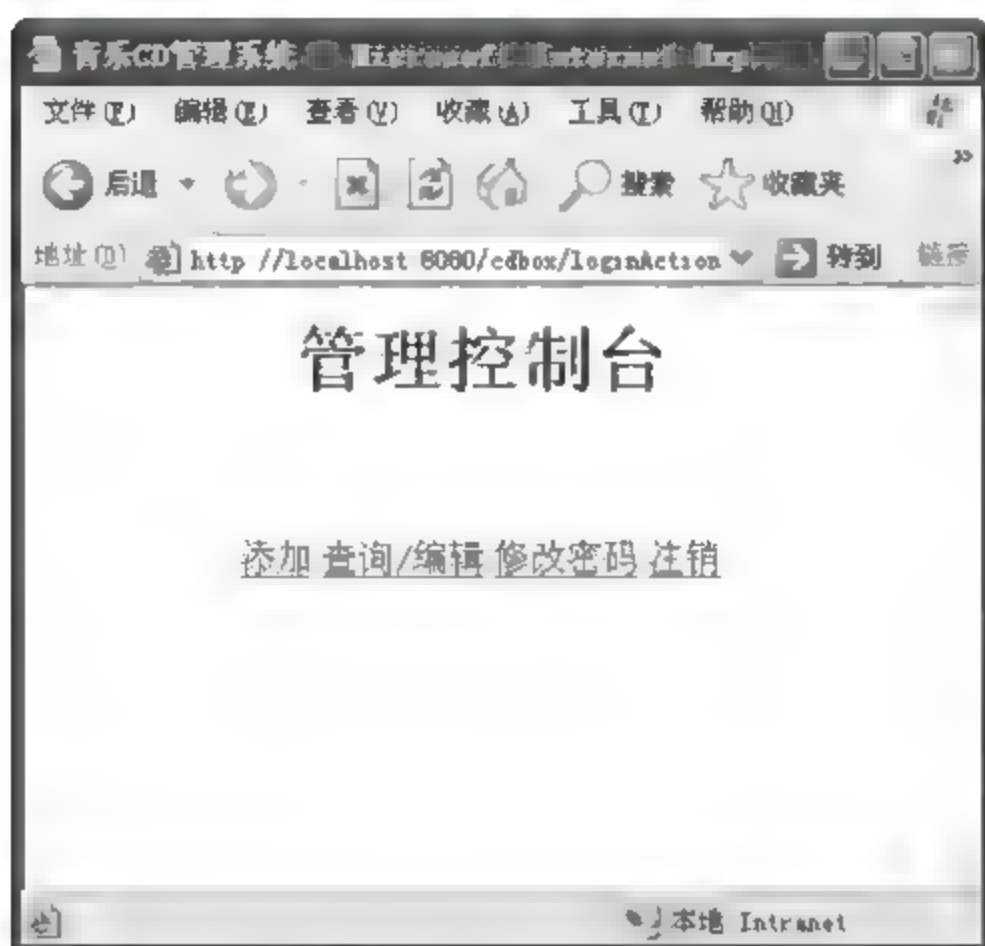 音乐CD管理系统 Microsoft Internet
文件(F) 编辑(E) 查看(V) 收藏(A) 工具(T) 帮助(H)
后退 搜索 收藏夹
地址(D) http //localhost 8080/cdbox/loginAction 转到 链接
管理控制台
添加 查询/编辑 修改密码 注销
本地 Intranet